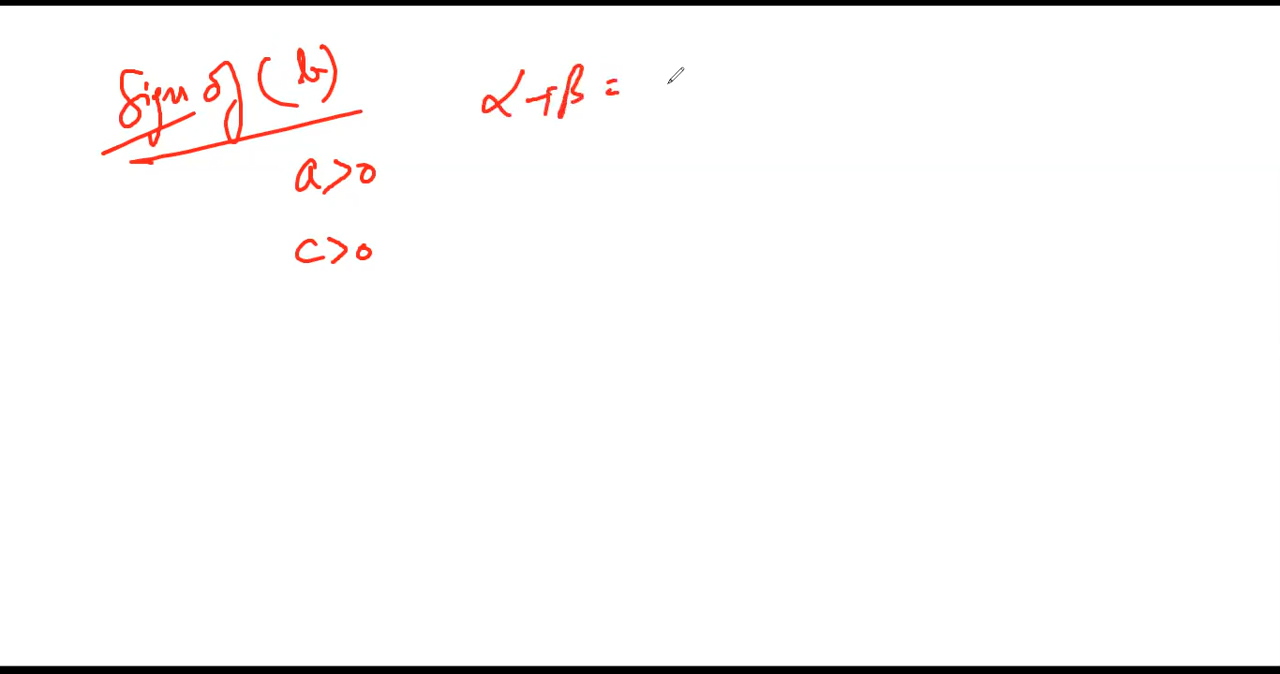 Sign of (b)
α+β =
a>0
c>0